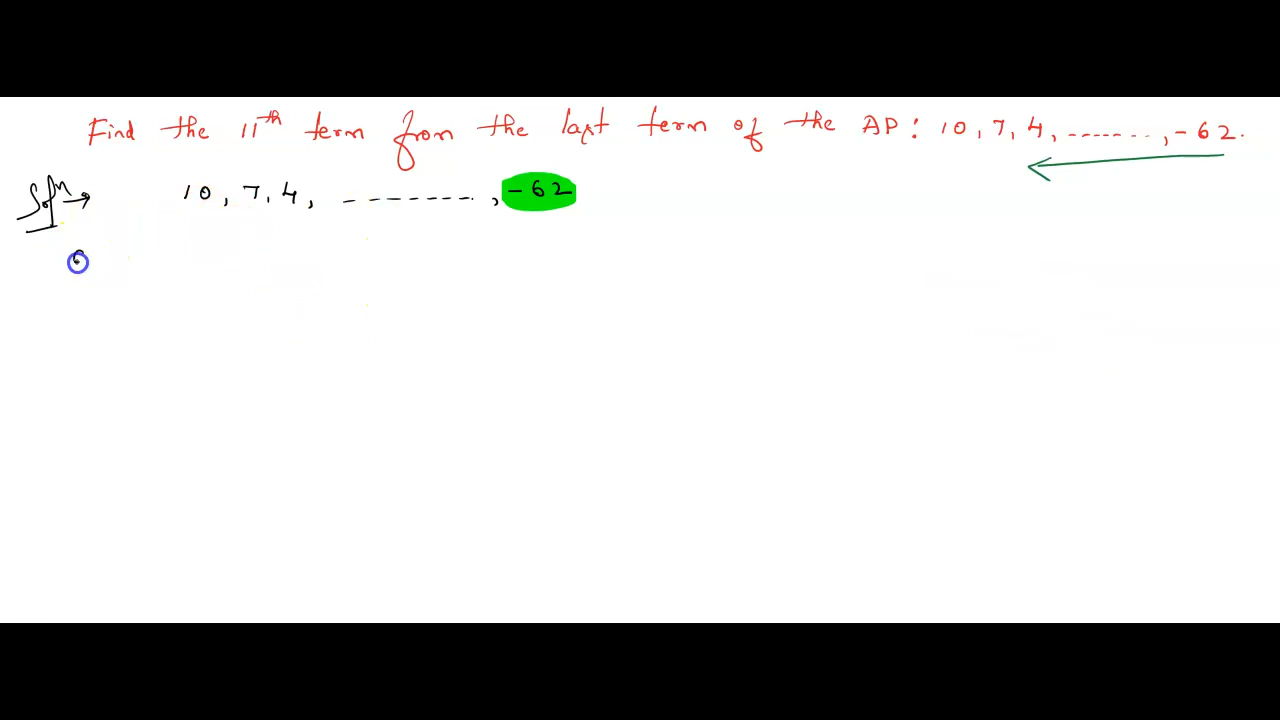 Find the 11th term from the last term of the AP: 10, 7, 4, ........, -62.
Soln → 10, 7, 4, --------, -62